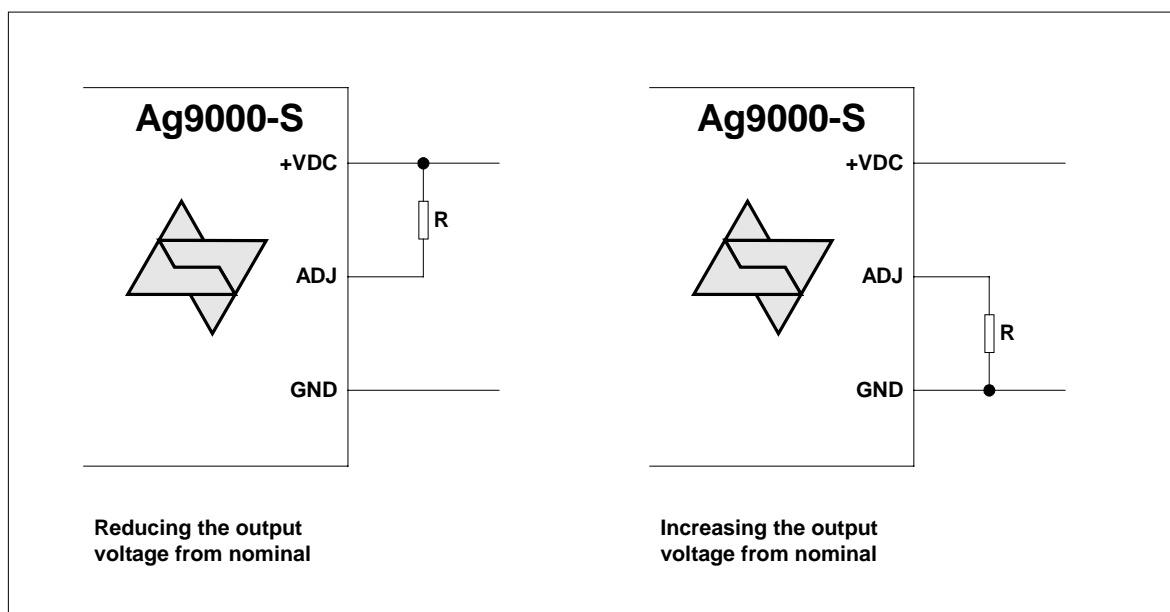 Ag9000-S
+VDC
R
ADJ
GND
Reducing the output
voltage from nominal
Ag9000-S
+VDC
ADJ
R
GND
Increasing the output
voltage from nominal